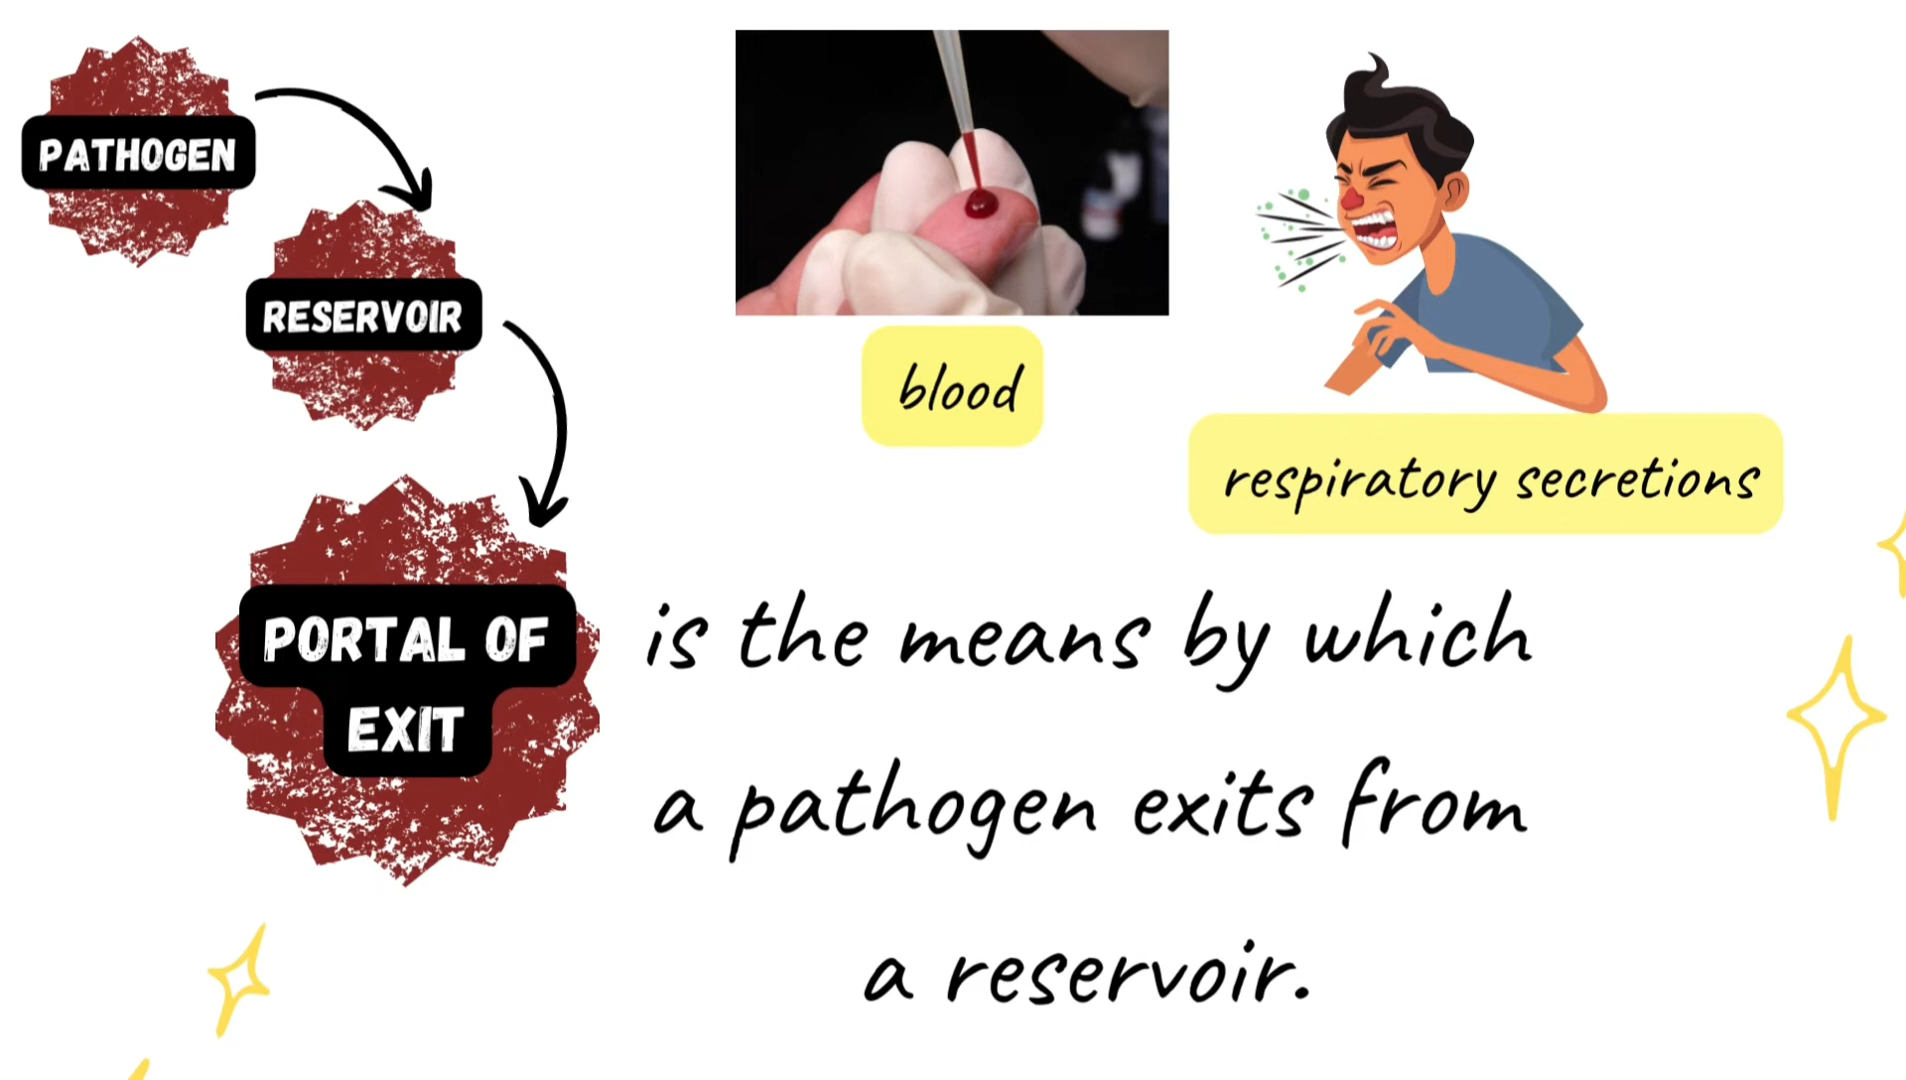 PATHOGEN
RESERVOIR
blood
respiratory secretions
PORTAL OF
EXIT
is the means by which
a pathogen exits from
a reservoir.